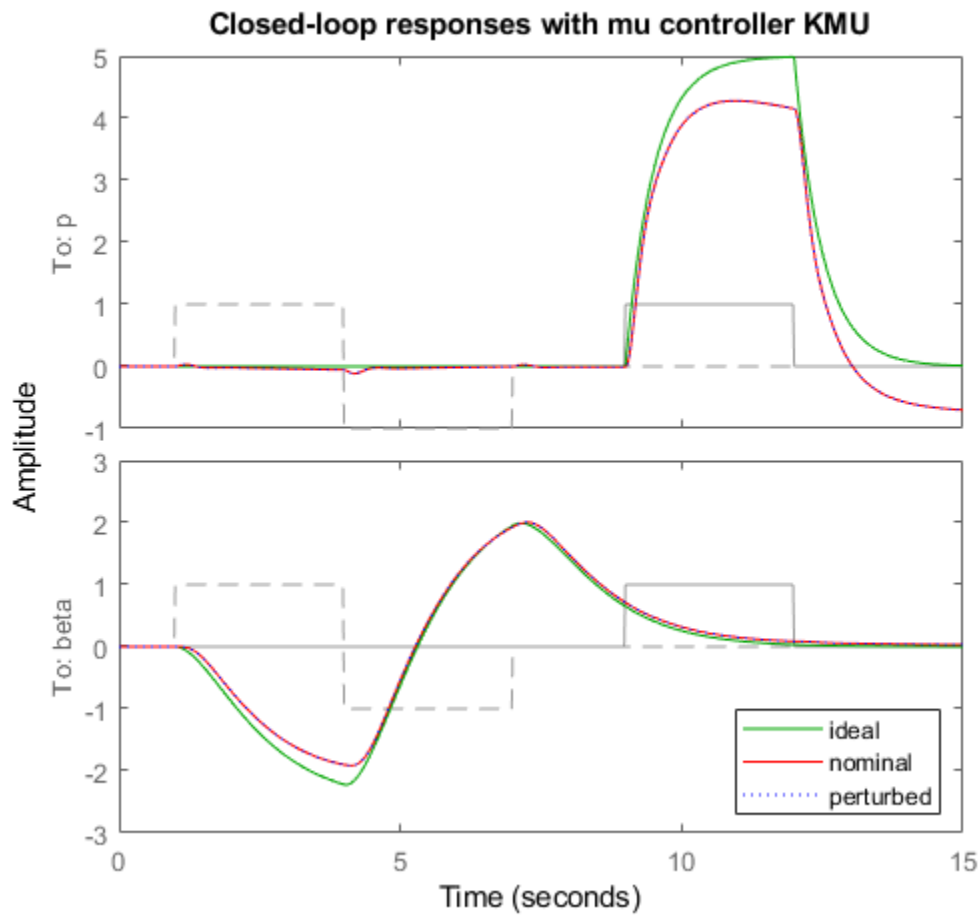 Closed-loop responses with mu controller KMU
Amplitude
To: p
5
4
3
2
1
0
-1
To: beta
3
2
1
0
-1
-2
-3
ideal
nominal
perturbed
0
5
10
15
Time (seconds)